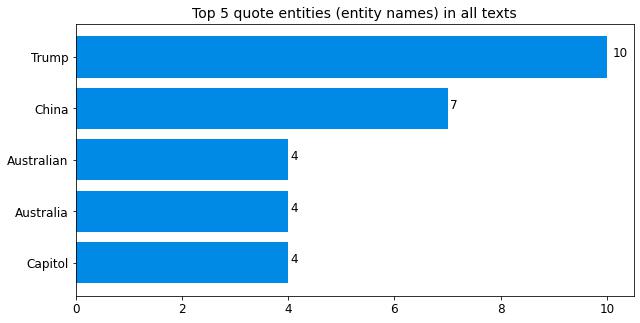 Top 5 quote entities (entity names) in all texts
Trump 10
China 7
Australian 4
Australia 4
Capitol 4
0 2 4 6 8 10